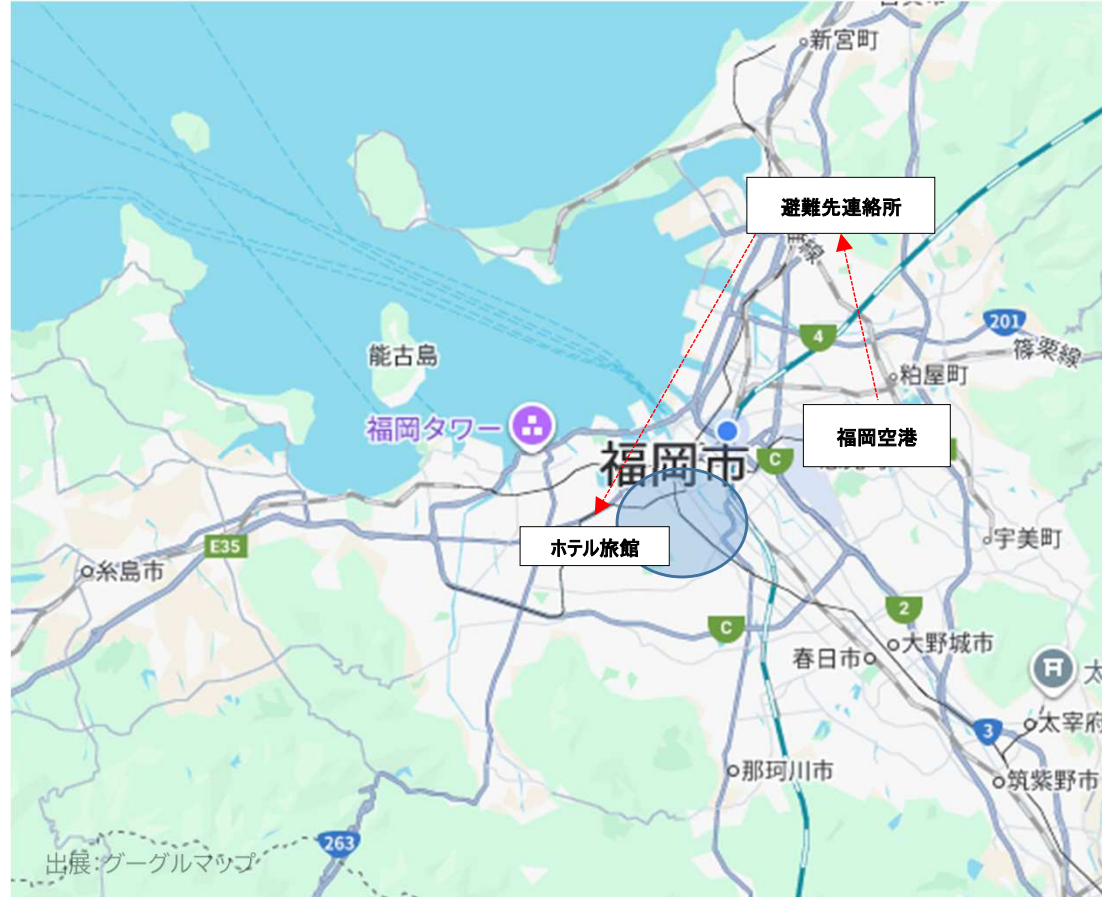 新宮町
避難先連絡所
線
201
4
篠栗線
能古島
粕屋町
福岡タワー
福岡空港
福岡市
C
ホテル旅館
E35
宇美町
糸島市
2
C
大野城市
春日市
太
太宰府
3
那珂川市
筑紫野市
263
出展:グーグルマップ